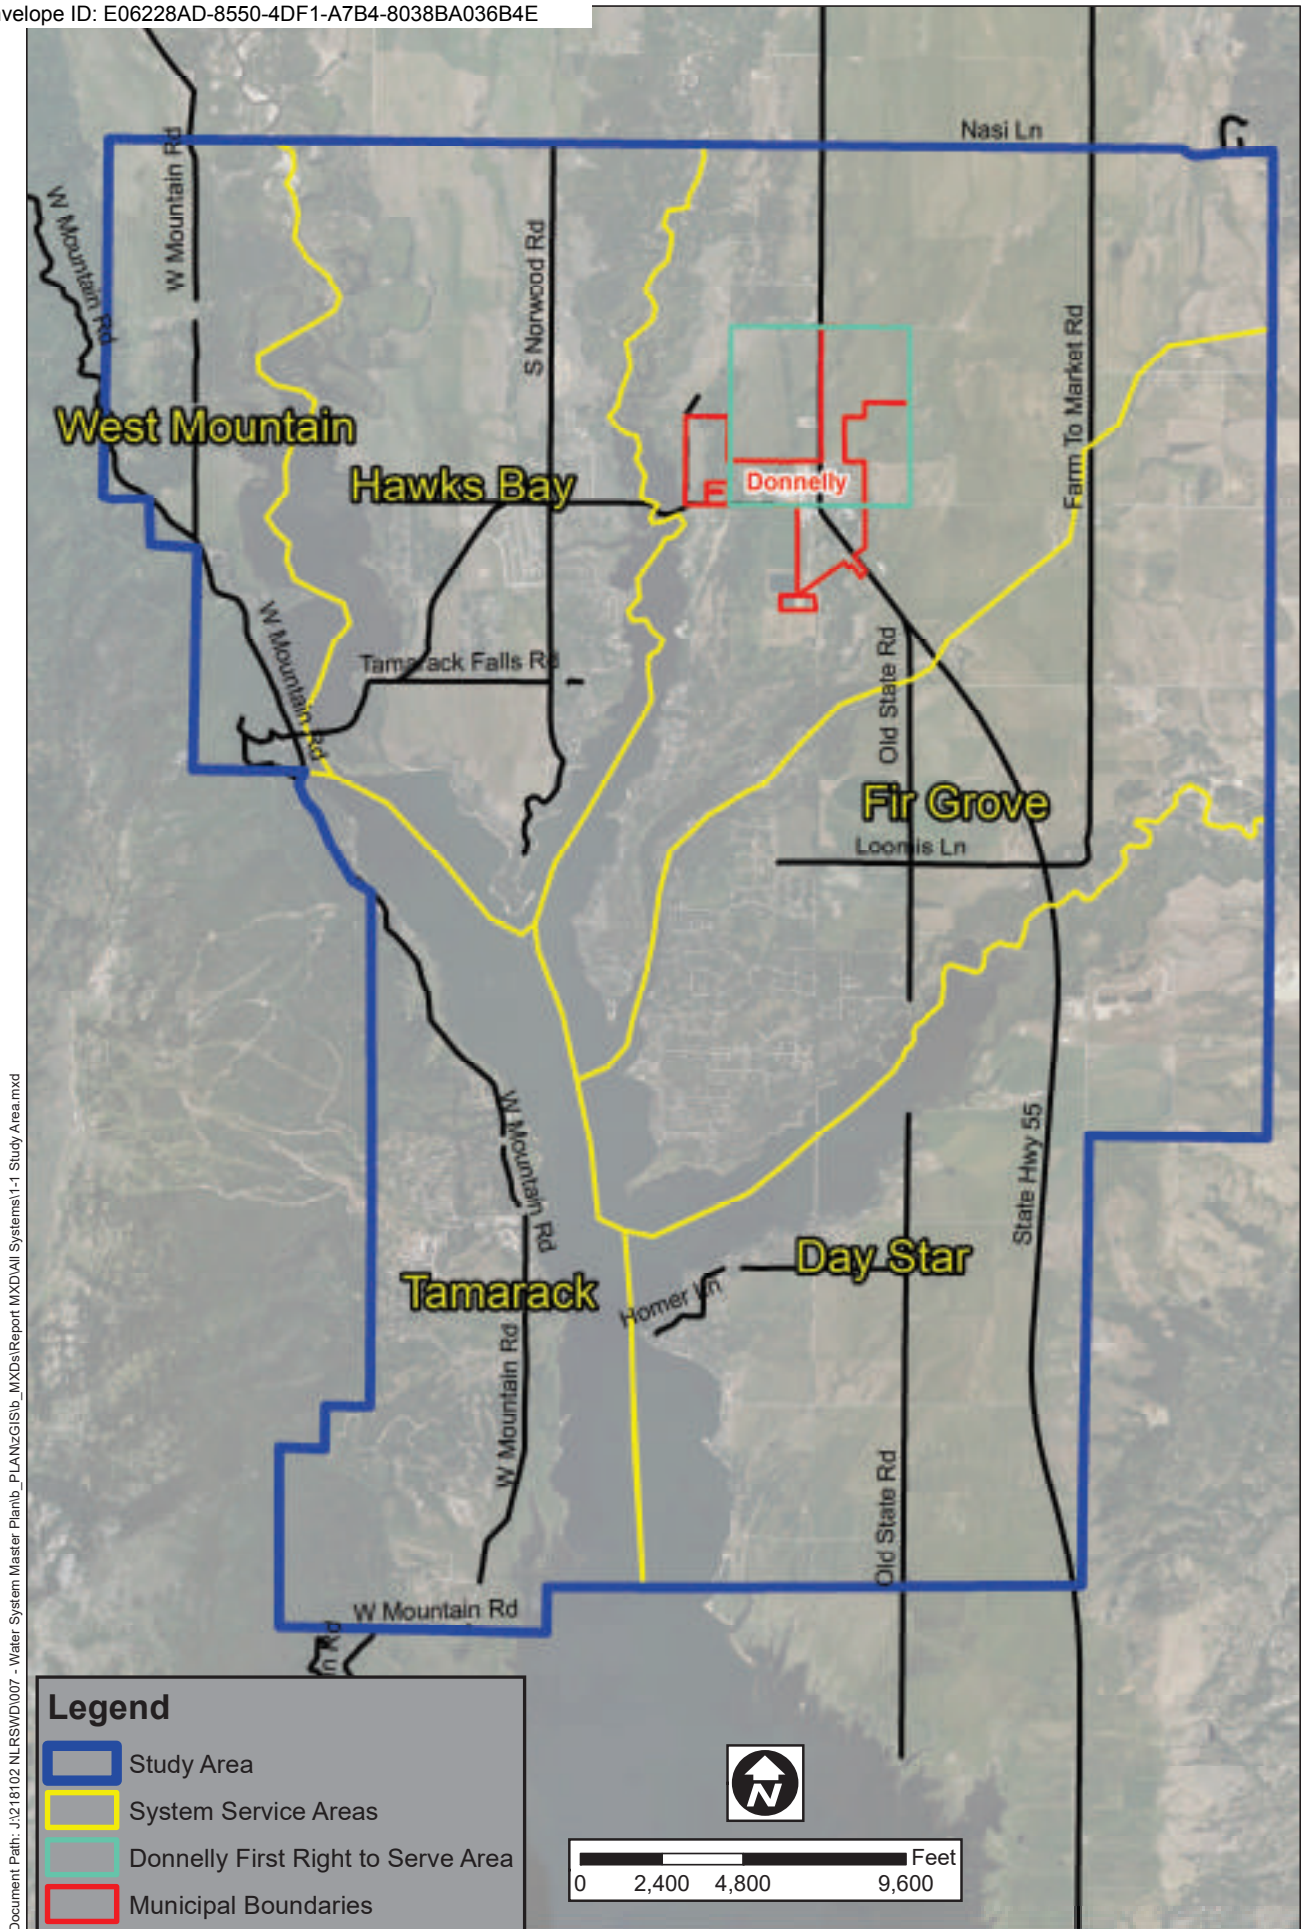 nvelope ID: E06228AD-8550-4DF1-A7B4-8038BA036B4E
Nasi Ln
W Mountain Rd
W Mountain Rd
S Norwood Rd
Farm To Market Rd
West Mountain
Hawks Bay
Donnelly
W Mountain Rd
Tamarack Falls Rd
Old State Rd
Fir Grove
Loomis Ln
W Mountain Rd
State Hwy 55
Day Star
Tamarack
Homer Ln
W Mountain Rd
Old State Rd
W Mountain Rd
in Rd
Legend
Study Area
System Service Areas
Donnelly First Right to Serve Area
Municipal Boundaries
N
Feet
0 2,400 4,800 9,600
Document Path: J:\218102 NLRSWD\007 - Water System Master Plan\b_PLAN\zGIS\b_MXDs\Report MXD\All Systems\1-1 Study Area.mxd